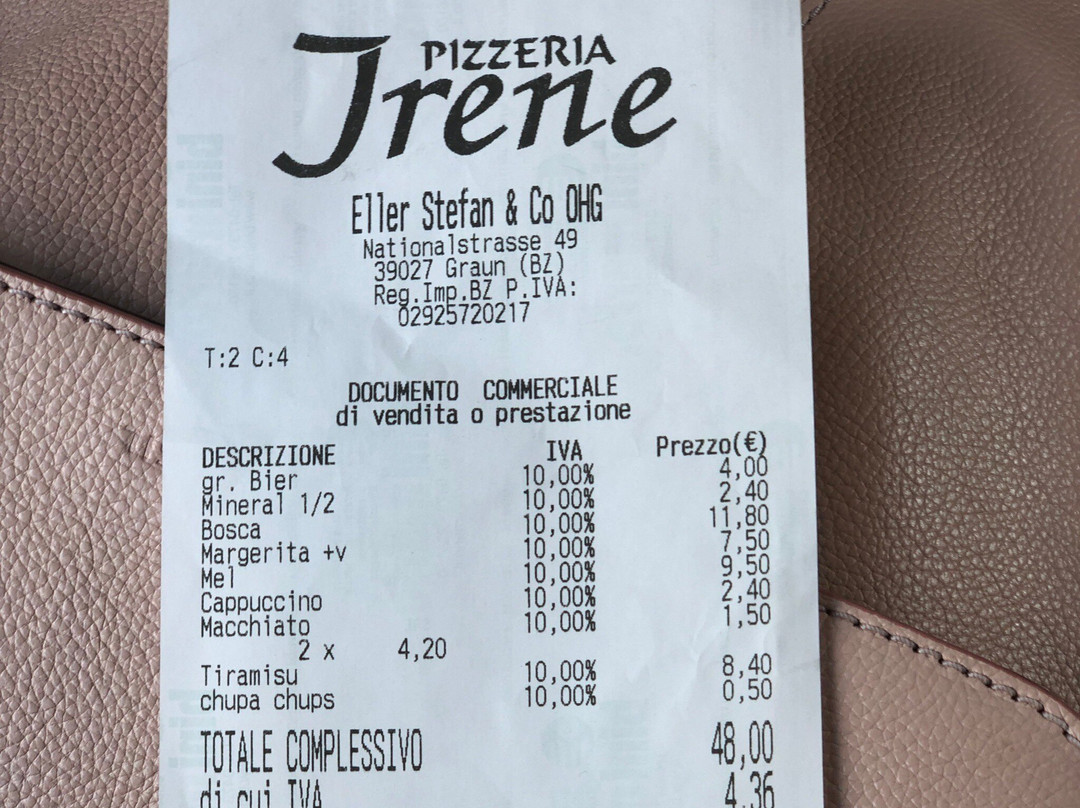 PIZZERIA
Irene
Eller Stefan & Co OHG
Nationalstrasse 49
39027 Graun (BZ)
Reg.Imp.BZ P.IVA:
02925720217
T:2 C:4
DOCUMENTO COMMERCIALE
di vendita o prestazione
DESCRIZIONE IVA Prezzo(€)
gr. Bier 10,00% 4,00
Mineral 1/2 10,00% 2,40
Bosca 10,00% 11,80
Margerita +v 10,00% 7,50
Mel 10,00% 9,50
Cappuccino 10,00% 2,40
Macchiato 10,00% 1,50
2 x 4,20
Tiramisu 10,00% 8,40
chupa chups 10,00% 0,50
TOTALE COMPLESSIVO 48,00
di cui IVA 4,36